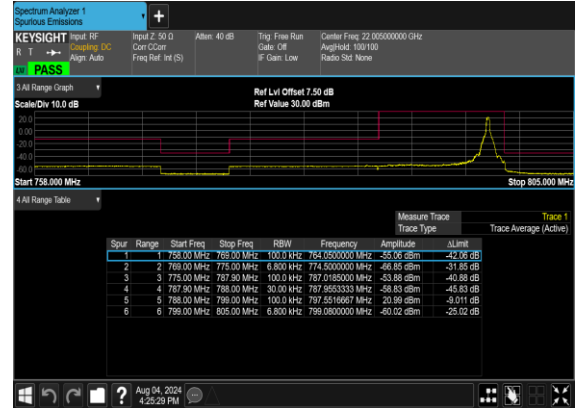 Spectrum Analyzer 1
Spurious Emissions
+
KEYSIGHT Input: RF Input Z: 50 Ω Atten: 40 dB Trig: Free Run Center Freq: 22.005000000 GHz
R T Coupling: DC Corr CCorr Gate: Off Avg|Hold: 100/100
Align: Auto Freq Ref: Int (S) IF Gain: Low Radio Std: None
PASS
3 All Range Graph
Ref Lvl Offset 7.50 dB
Scale/Div 10.0 dB Ref Value 30.00 dBm
20.0
0.00
-20.0
-40.0
-60.0
Start 758.000 MHz Stop 805.000 MHz
4 All Range Table
Measure Trace Trace 1
Trace Type Trace Average (Active)
Spur Range Start Freq Stop Freq RBW Frequency Amplitude ΔLimit
1 1 758.00 MHz 769.00 MHz 100.0 kHz 764.0500000 MHz -55.06 dBm -42.06 dB
2 2 769.00 MHz 775.00 MHz 6.800 kHz 774.5000000 MHz -66.85 dBm -31.85 dB
3 3 775.00 MHz 787.90 MHz 100.0 kHz 787.0185000 MHz -53.88 dBm -40.88 dB
4 4 787.90 MHz 788.00 MHz 30.00 kHz 787.9553333 MHz -58.83 dBm -45.83 dB
5 5 788.00 MHz 799.00 MHz 100.0 kHz 797.5516667 MHz 20.99 dBm -9.011 dB
6 6 799.00 MHz 805.00 MHz 6.800 kHz 799.0800000 MHz -60.02 dBm -25.02 dB
? Aug 04, 2024
4:25:29 PM